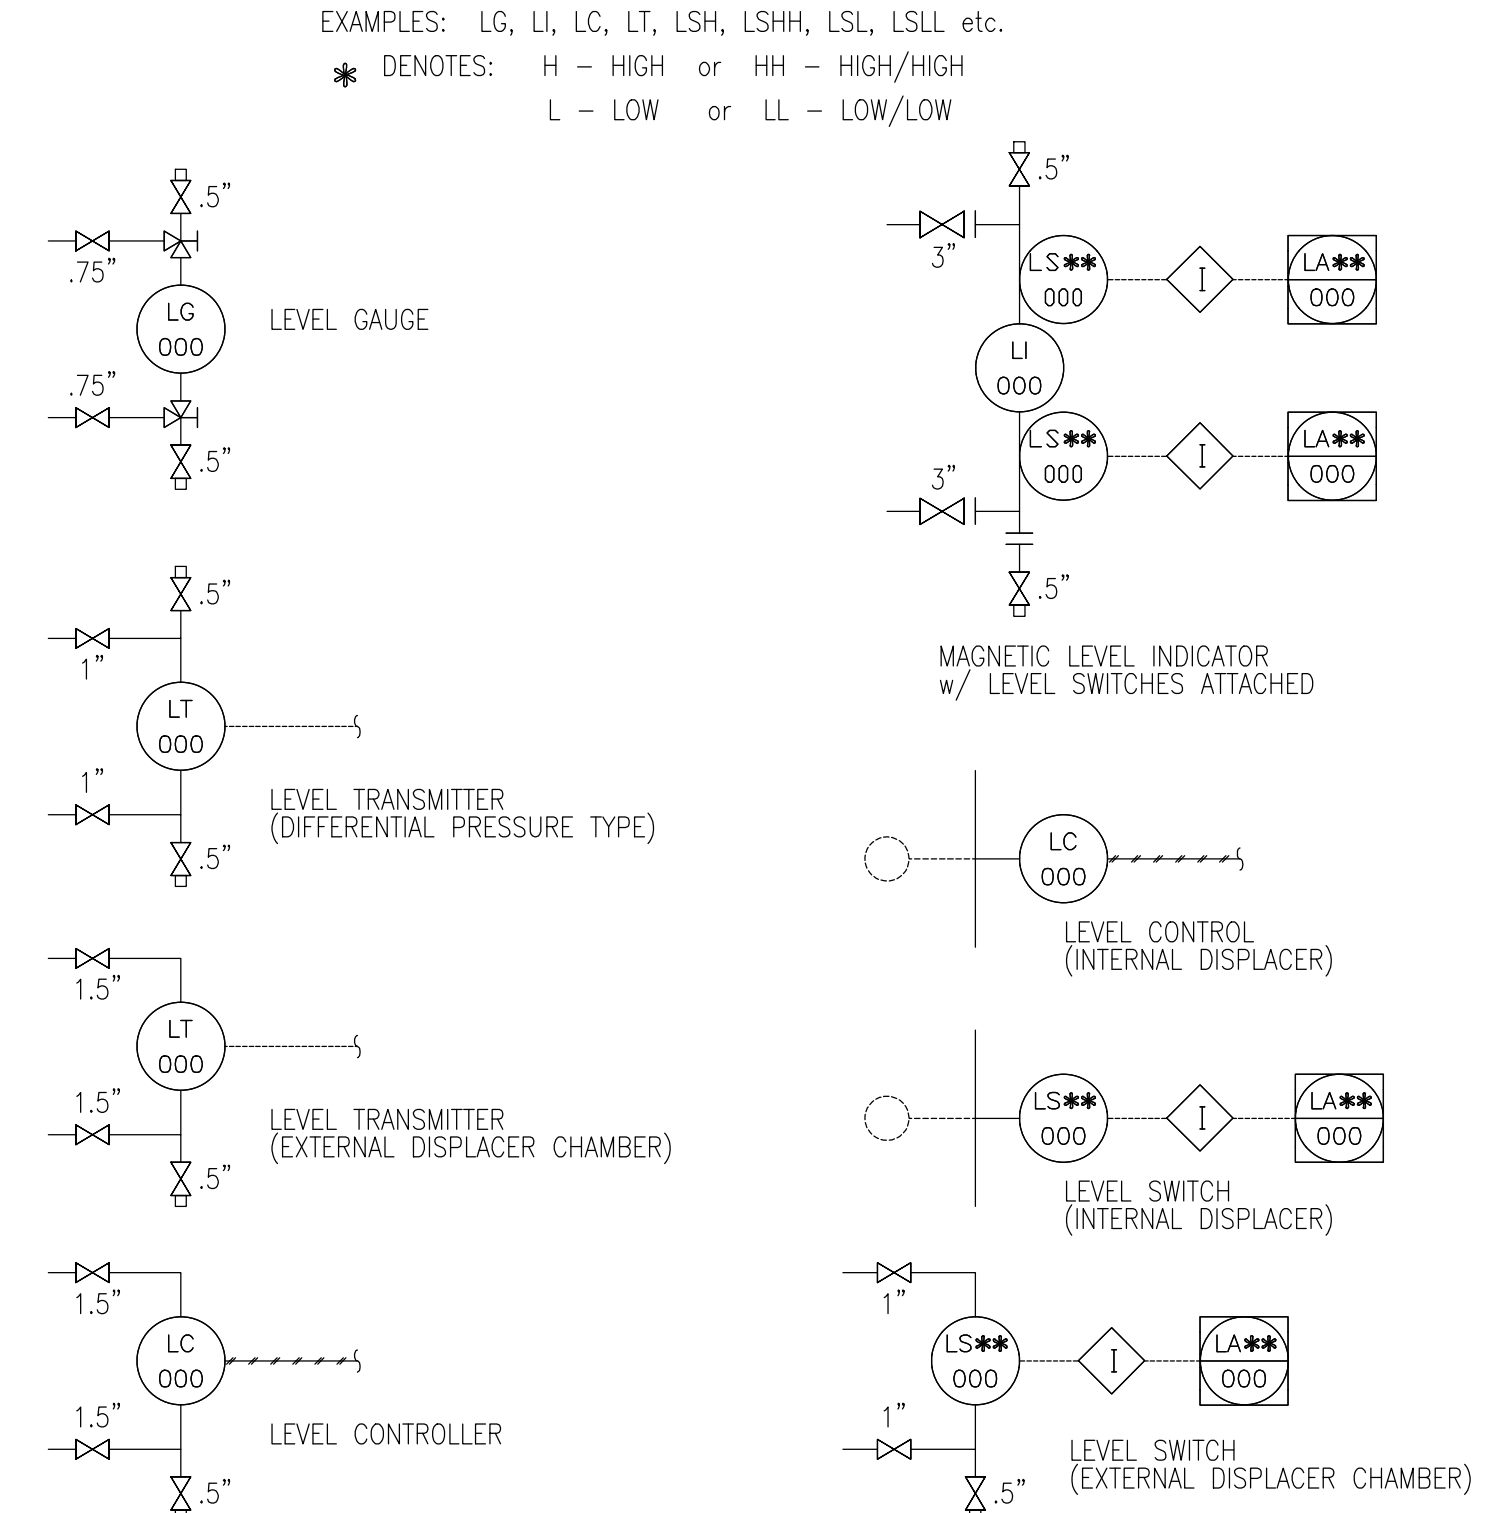 EXAMPLES: LG, LI, LC, LT, LSH, LSHH, LSL, LSLL etc.
✱ DENOTES: H – HIGH or HH – HIGH/HIGH
L – LOW or LL – LOW/LOW
.5”
.75”
LG
000
LEVEL GAUGE
.75”
.5”
.5”
1”
LT
000
1”
LEVEL TRANSMITTER
(DIFFERENTIAL PRESSURE TYPE)
.5”
1.5”
LT
000
1.5”
LEVEL TRANSMITTER
(EXTERNAL DISPLACER CHAMBER)
.5”
1.5”
LC
000
1.5”
LEVEL CONTROLLER
.5”
.5”
3”
LS✱✱
000
I
LA✱✱
000
LI
000
LS✱✱
000
I
LA✱✱
000
3”
.5”
MAGNETIC LEVEL INDICATOR
w/ LEVEL SWITCHES ATTACHED
LC
000
LEVEL CONTROL
(INTERNAL DISPLACER)
LS✱✱
000
I
LA✱✱
000
LEVEL SWITCH
(INTERNAL DISPLACER)
1”
LS✱✱
000
I
LA✱✱
000
1”
LEVEL SWITCH
(EXTERNAL DISPLACER CHAMBER)
.5”